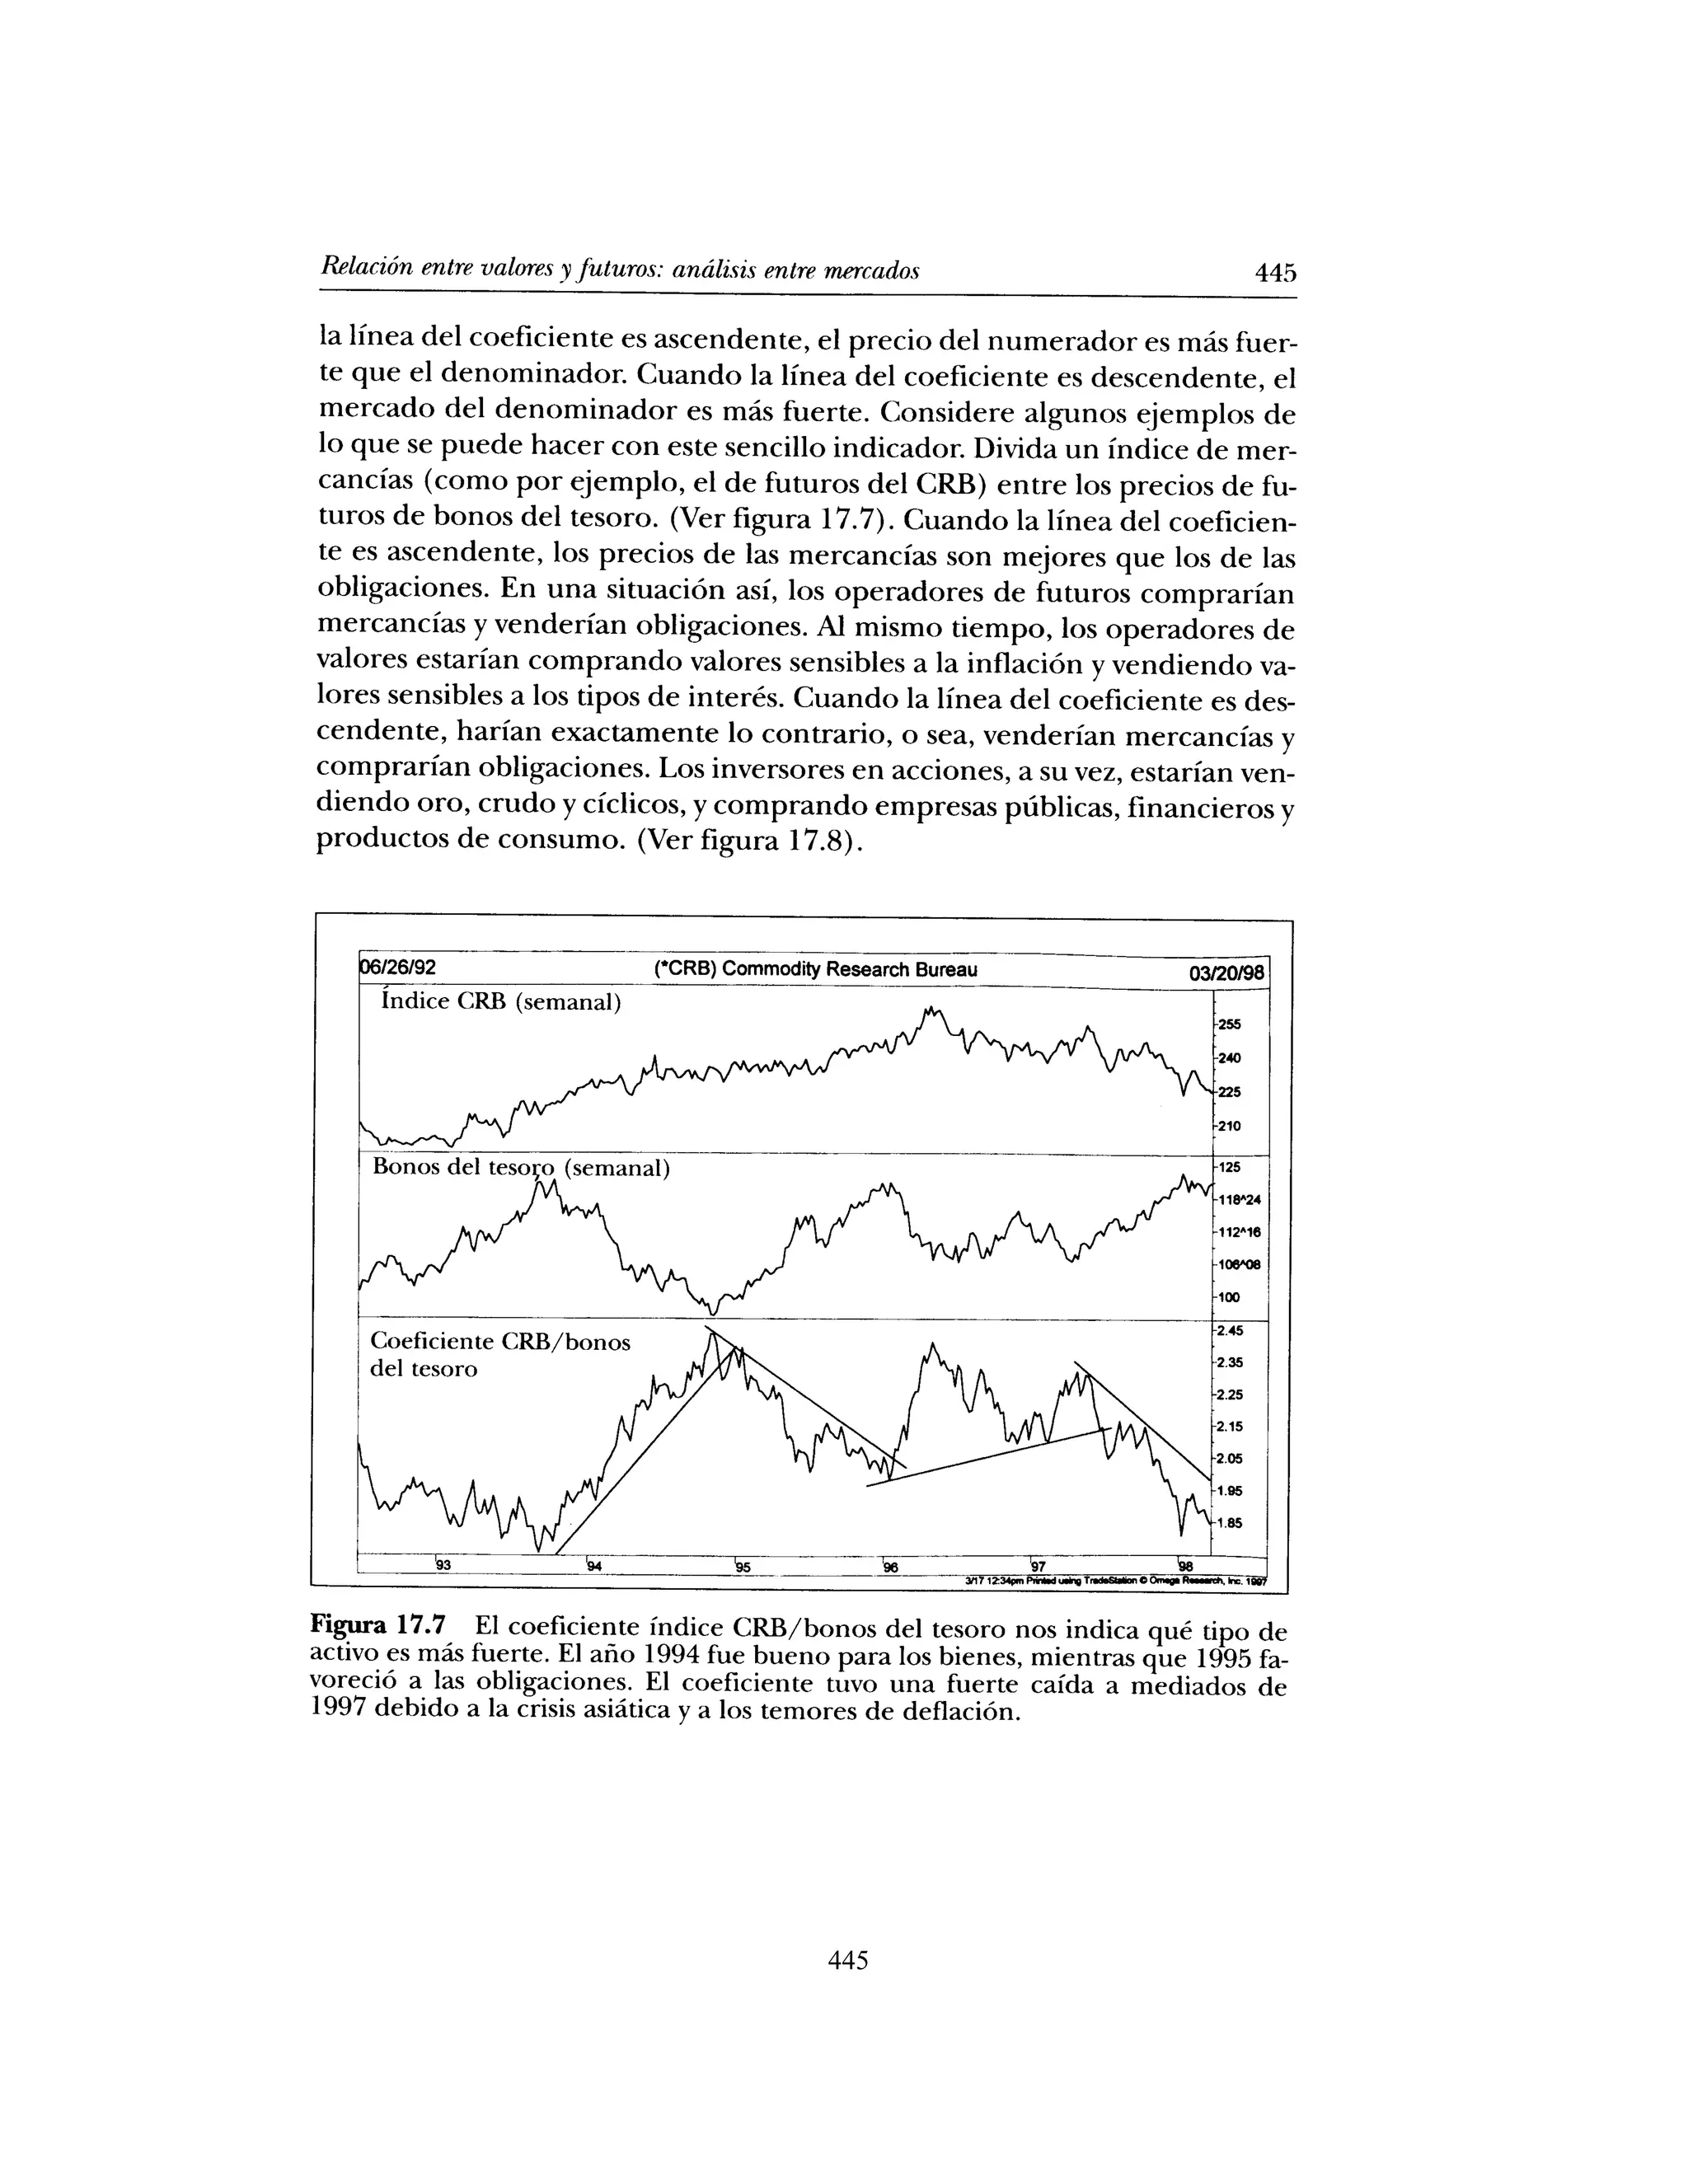 Relación entre valores y futuros: análisis entre mercados 445
la línea del coeficiente es ascendente, el precio del numerador es más fuer-
te que el denominador. Cuando la línea del coeficiente es descendente, el
mercado del denominador es más fuerte. Considere algunos ejemplos de
lo que se puede hacer con este sencillo indicador. Divida un índice de mer-
cancías (como por ejemplo, el de futuros del CRB) entre los precios de fu-
turos de bonos del tesoro. (Ver figura 17.7). Cuando la línea del coeficien-
te es ascendente, los precios de las mercancías son mejores que los de las
obligaciones. En una situación así, los operadores de futuros comprarían
mercancías y venderían obligaciones. Al mismo tiempo, los operadores de
valores estarían comprando valores sensibles a la inflación y vendiendo va-
lores sensibles a los tipos de interés. Cuando la línea del coeficiente es des-
cendente, harían exactamente lo contrario, o sea, venderían mercancías y
comprarían obligaciones. Los inversores en acciones, a su vez, estarían ven-
diendo oro, crudo y cíclicos, y comprando empresas públicas, financieros y
productos de consumo. (Ver figura 17.8).
06/26/92 (*CRB) Commodity Research Bureau 03/20/98
Índice CRB (semanal)
255
240
225
210
Bonos del tesoro (semanal)
125
118^24
112^16
106^08
100
Coeficiente CRB/bonos
del tesoro
2.45
2.35
2.25
2.15
2.05
1.95
1.85
'93 '94 '95 '96 '97 '98
3/17 12:34pm Printed using TradeStation © Omega Research, Inc. 1997
Figura 17.7 El coeficiente índice CRB/bonos del tesoro nos indica qué tipo de
activo es más fuerte. El año 1994 fue bueno para los bienes, mientras que 1995 fa-
voreció a las obligaciones. El coeficiente tuvo una fuerte caída a mediados de
1997 debido a la crisis asiática y a los temores de deflación.
445